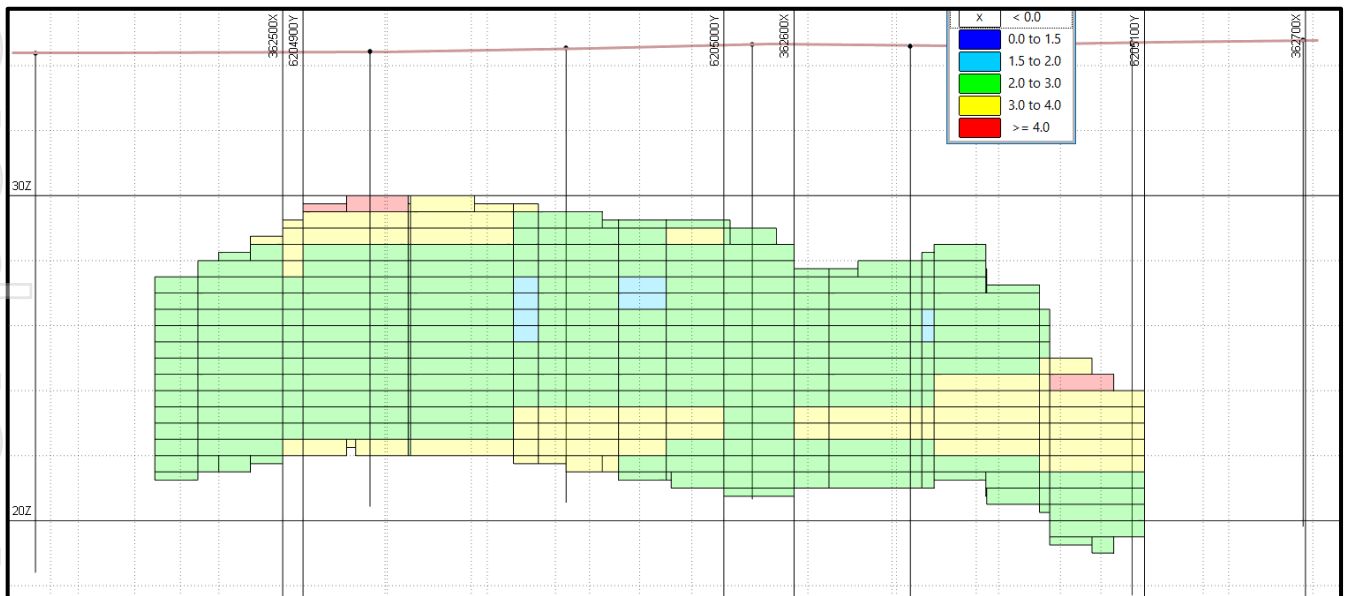 362500X
6204900Y
6205000Y
362600X
6205100Y
362700X
X < 0.0
0.0 to 1.5
1.5 to 2.0
2.0 to 3.0
3.0 to 4.0
>= 4.0
30Z
20Z